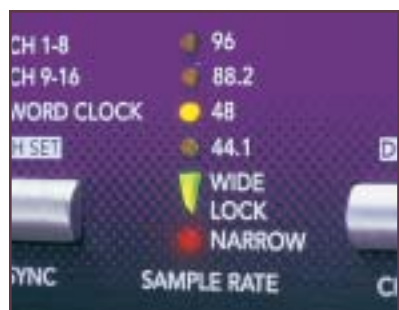 CH 1-8
96
CH 9-16
88.2
WORD CLOCK
48
H SET
44.1
D
WIDE
LOCK
NARROW
SYNC
SAMPLE RATE